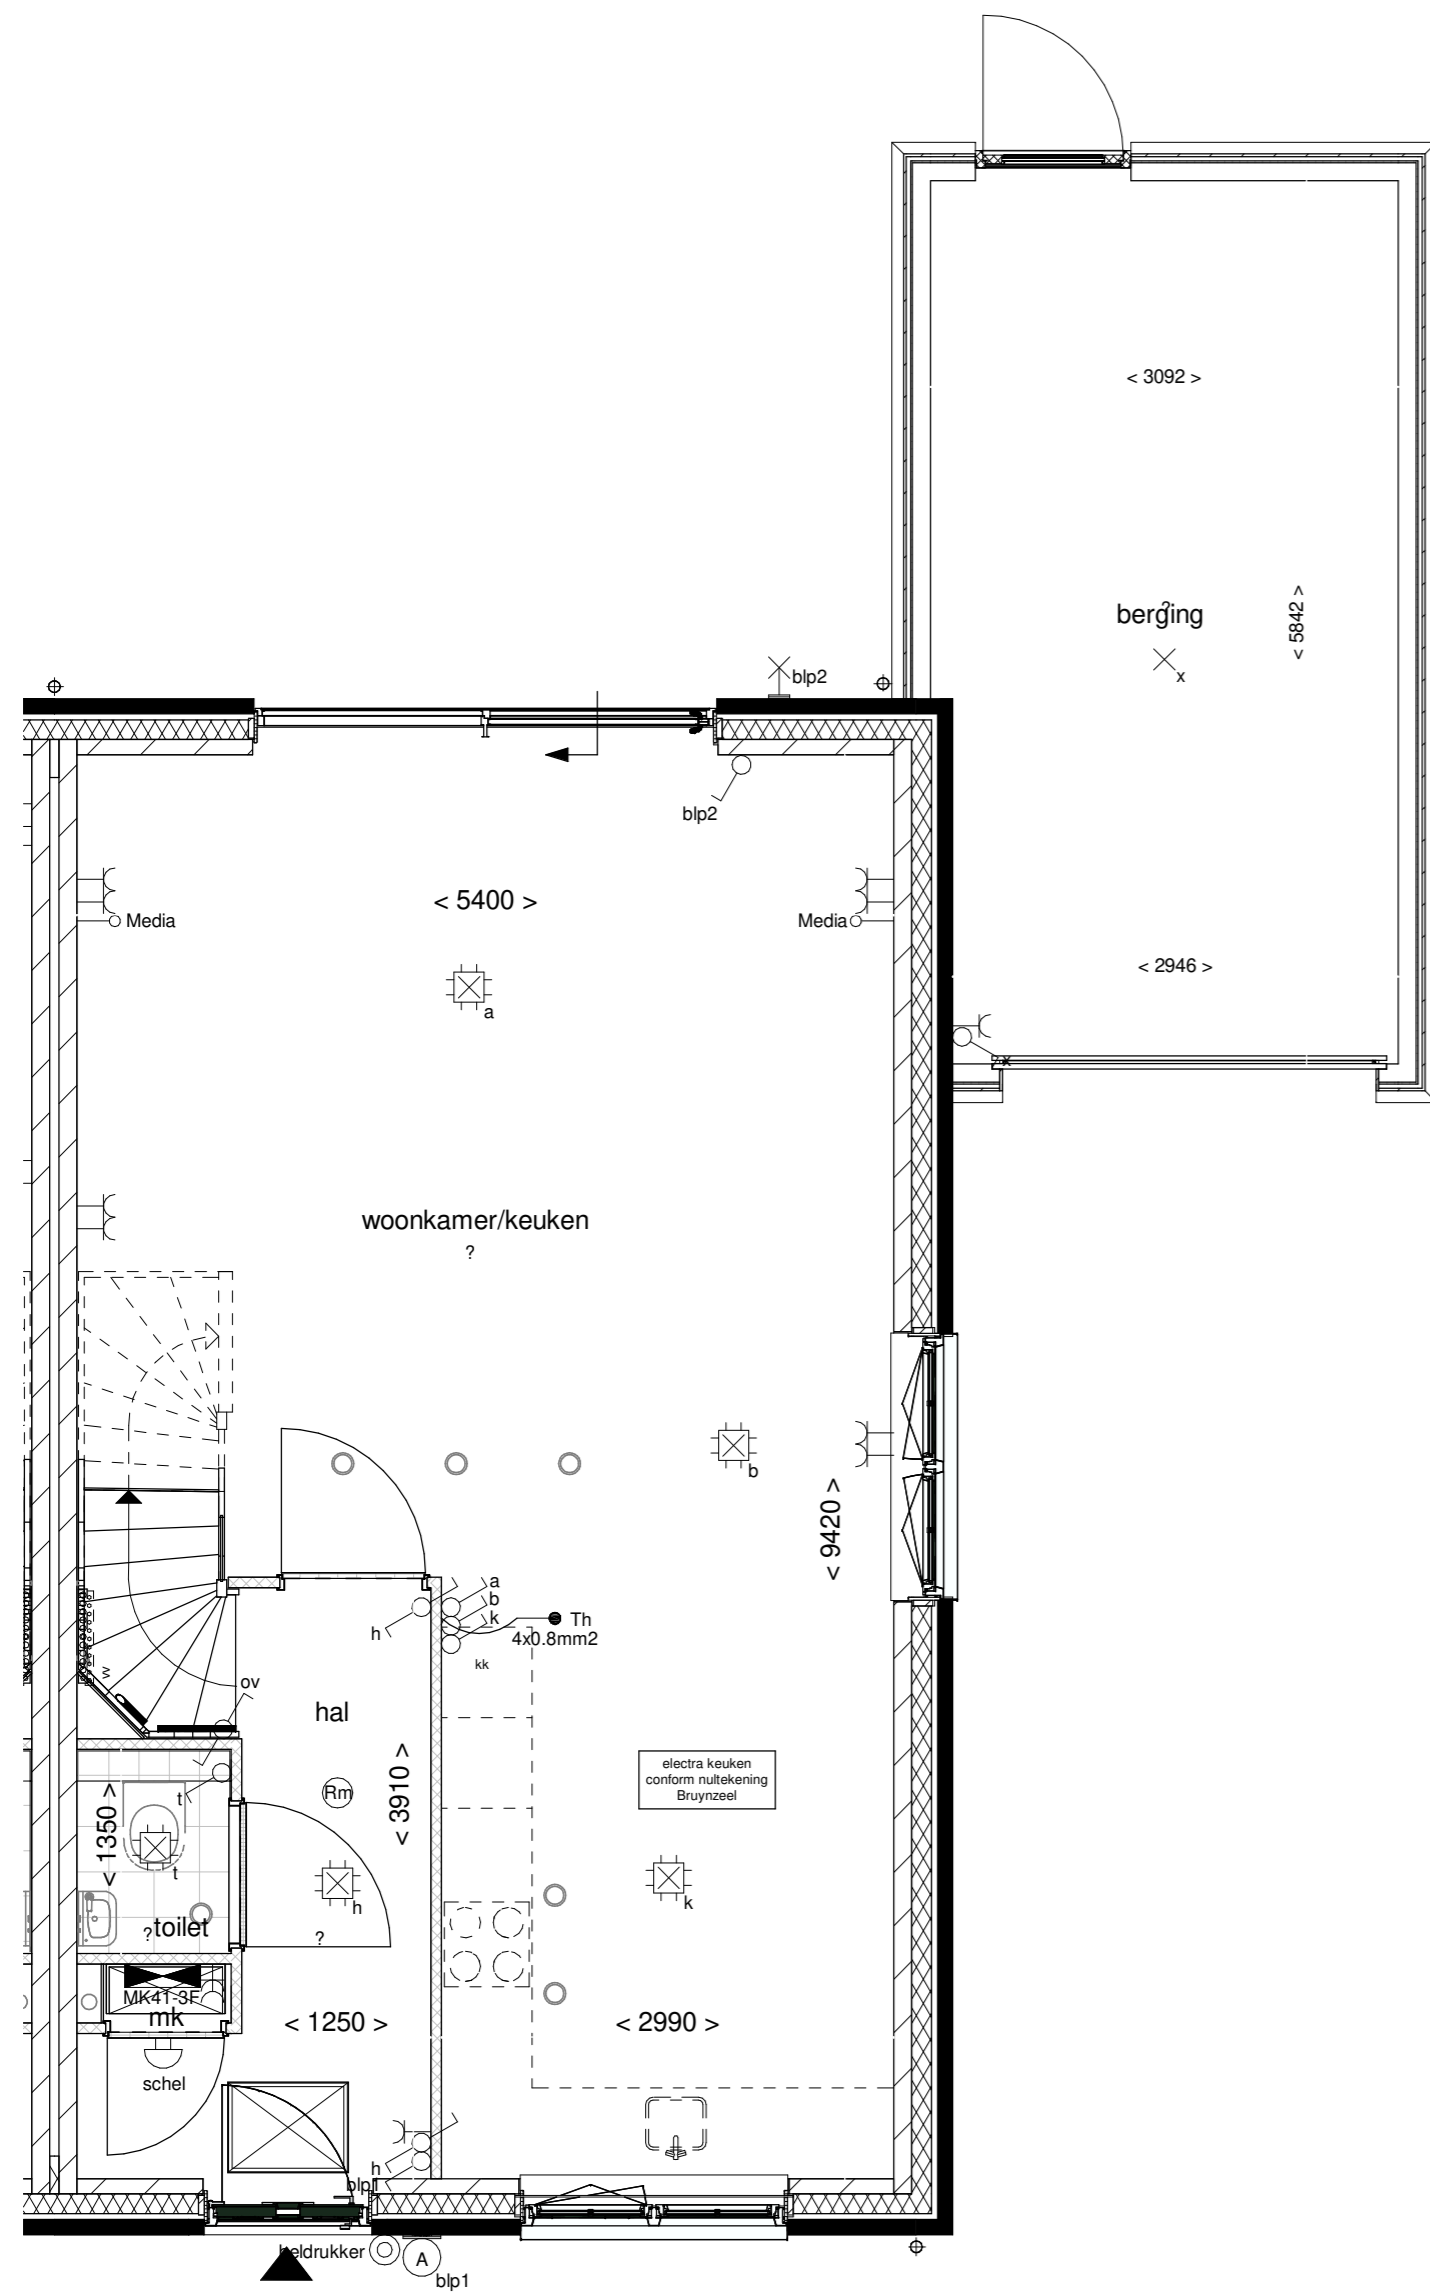 < 3092 >
berging
?
< 5842 >
x
blp2
blp2
< 5400 >
Media
Media
< 2946 >
a
x
woonkamer/keuken
?
b
< 9420 >
a
b
k
h
Th
4x0.8mm2
kk
w
ov
hal
electra keuken
conform nultekening
Bruynzeel
Rm
< 3910 >
t
< 1350 >
t
h
k
?
toilet
?
MK41-3F
mk
< 1250 >
< 2990 >
schel
h
blp1
beldrukker
A
blp1